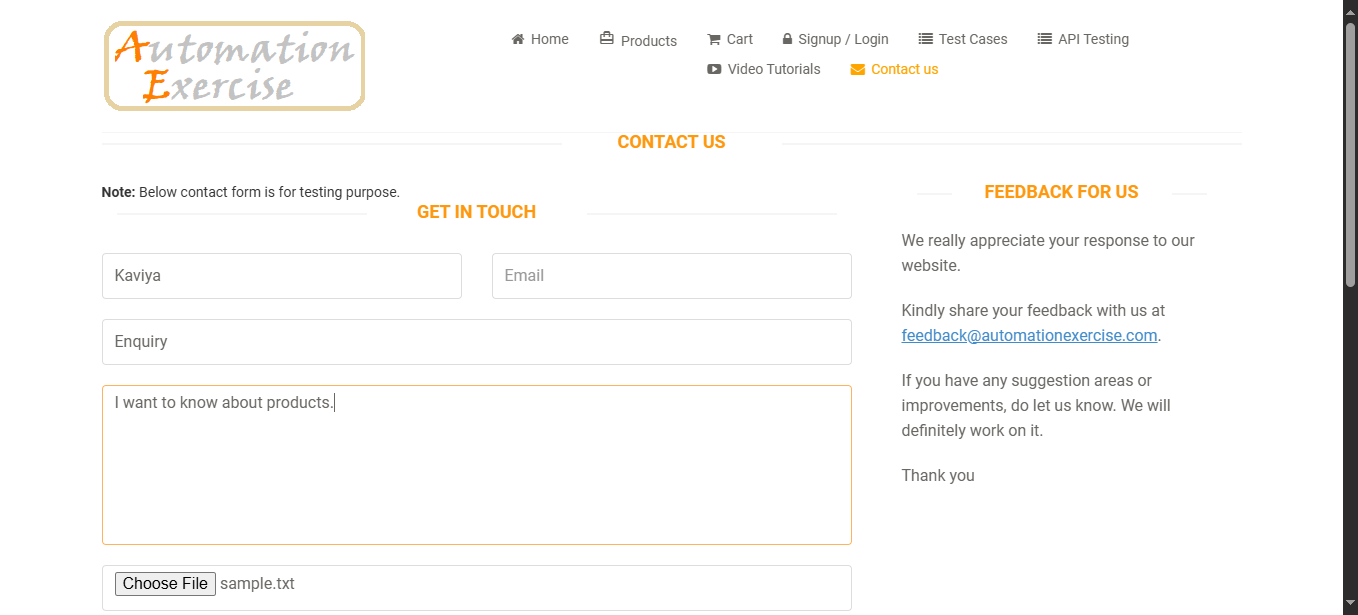 Automation
Exercise
Home Products Cart Signup / Login Test Cases API Testing
Video Tutorials Contact us
CONTACT US
Note: Below contact form is for testing purpose.
GET IN TOUCH
Kaviya Email
Enquiry
I want to know about products.
Choose File sample.txt
FEEDBACK FOR US
We really appreciate your response to our
website.
Kindly share your feedback with us at
feedback@automationexercise.com.
If you have any suggestion areas or
improvements, do let us know. We will
definitely work on it.
Thank you